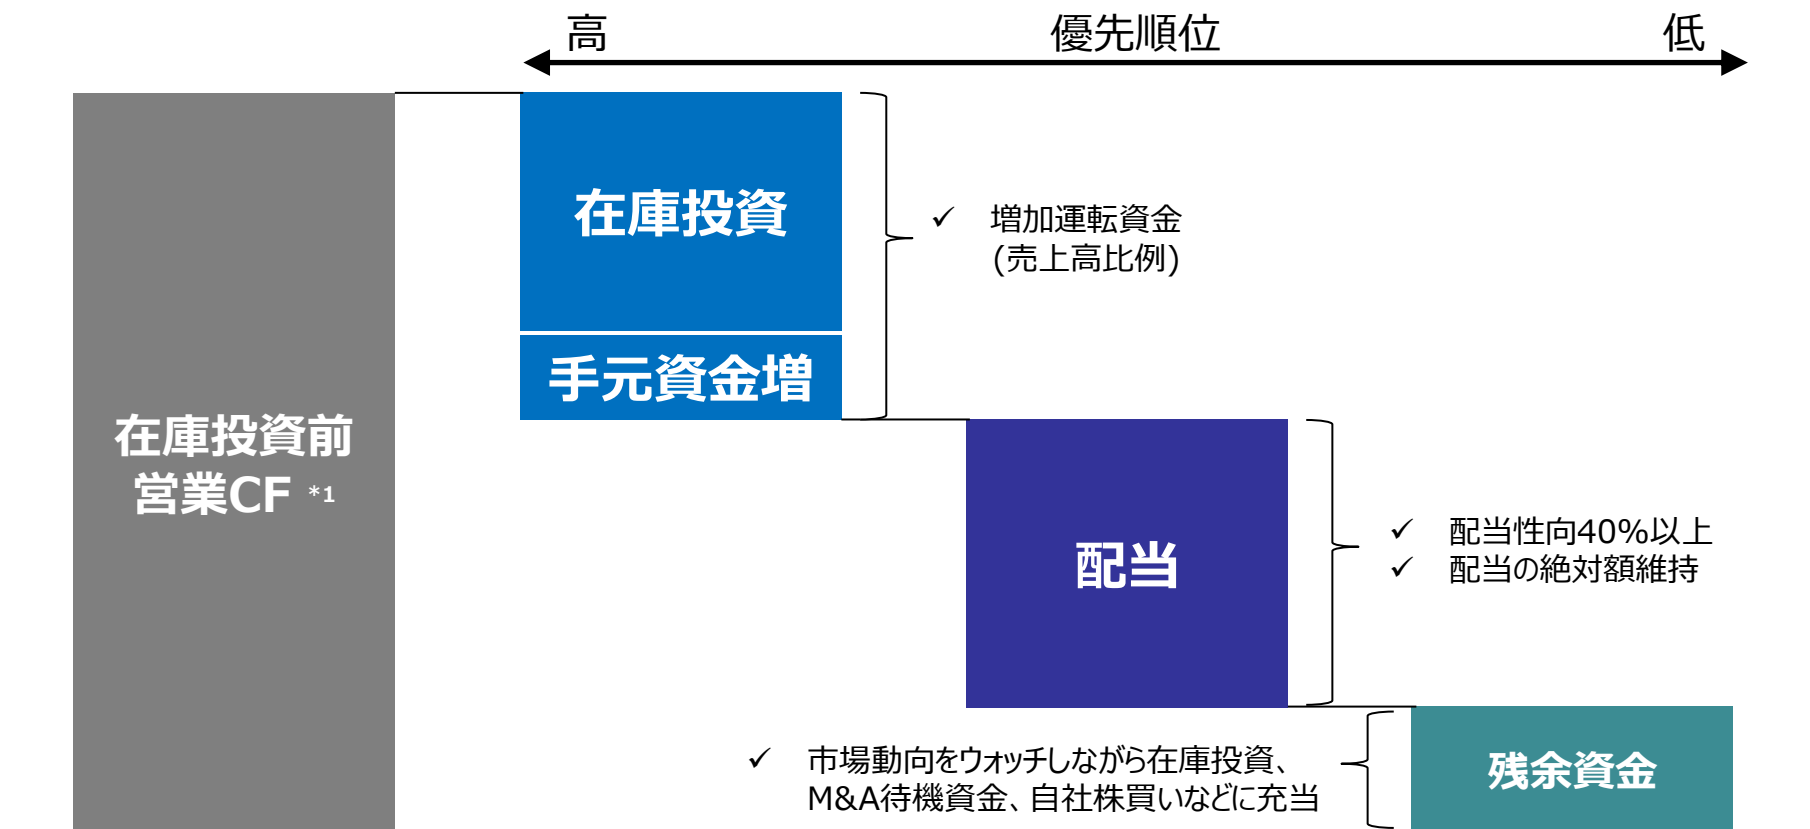 高 優先順位 低
在庫投資
✓ 増加運転資金
(売上高比例)
手元資金増
在庫投資前
営業CF *1
配当
✓ 配当性向40%以上
✓ 配当の絶対額維持
✓ 市場動向をウォッチしながら在庫投資、
M&A待機資金、自社株買いなどに充当
残余資金